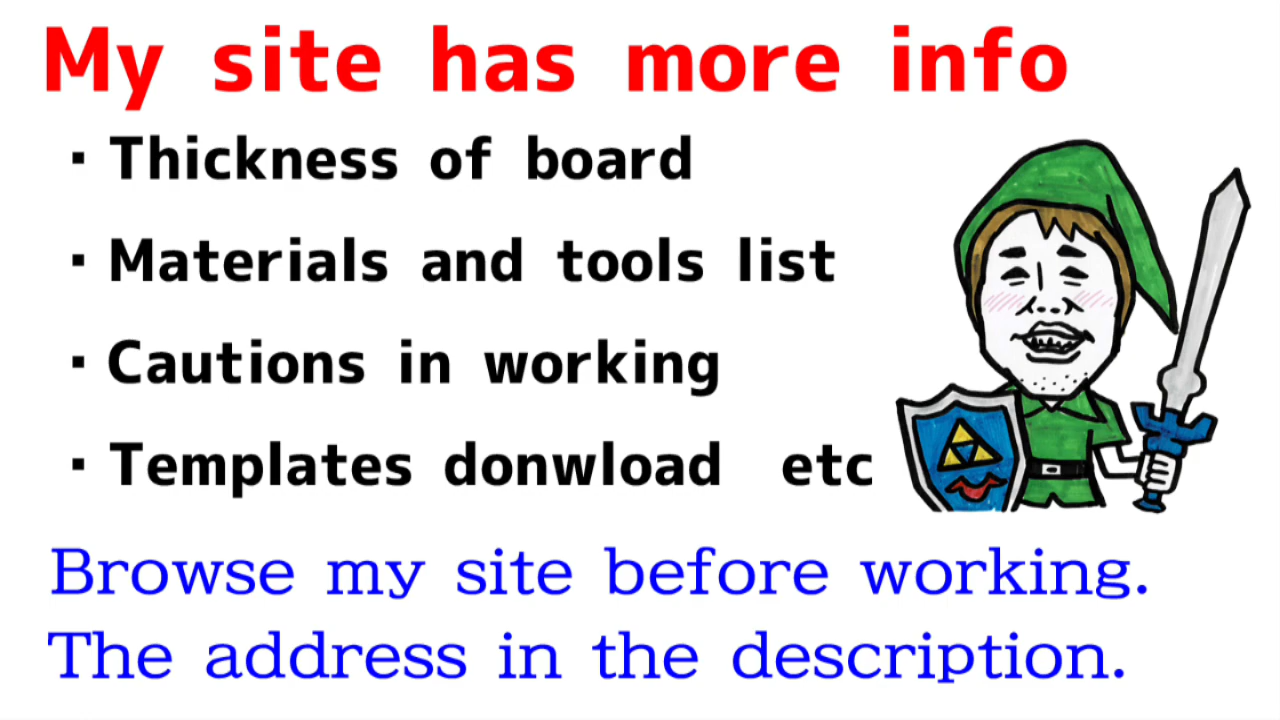 My site has more info
・Thickness of board
・Materials and tools list
・Cautions in working
・Templates donwload etc
Browse my site before working.
The address in the description.